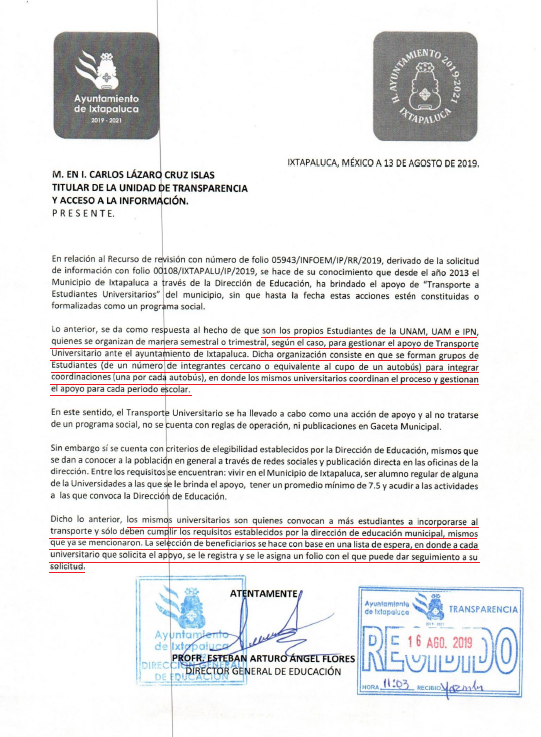 Ayuntamiento
de Ixtapaluca
2019 - 2021
H. AYUNTAMIENTO 2019-2021
IXTAPALUCA
IXTAPALUCA, MÉXICO A 13 DE AGOSTO DE 2019.
M. EN I. CARLOS LÁZARO CRUZ ISLAS
TITULAR DE LA UNIDAD DE TRANSPARENCIA
Y ACCESO A LA INFORMACIÓN.
P R E S E N T E.
En relación al Recurso de revisión con número de folio 05943/INFOEM/IP/RR/2019, derivado de la solicitud
de información con folio 00108/IXTAPALU/IP/2019, se hace de su conocimiento que desde el año 2013 el
Municipio de Ixtapaluca a través de la Dirección de Educación, ha brindado el apoyo de "Transporte a
Estudiantes Universitarios" del municipio, sin que hasta la fecha estas acciones estén constituidas o
formalizadas como un programa social.
Lo anterior, se da como respuesta al hecho de que son los propios Estudiantes de la UNAM, UAM e IPN,
quienes se organizan de manera semestral o trimestral, según el caso, para gestionar el apoyo de Transporte
Universitario ante el ayuntamiento de Ixtapaluca. Dicha organización consiste en que se forman grupos de
Estudiantes (de un número de integrantes cercano o equivalente al cupo de un autobús) para integrar
coordinaciones (una por cada autobús), en donde los mismos universitarios coordinan el proceso y gestionan
el apoyo para cada periodo escolar.
En este sentido, el Transporte Universitario se ha llevado a cabo como una acción de apoyo y al no tratarse
de un programa social, no se cuenta con reglas de operación, ni publicaciones en Gaceta Municipal.
Sin embargo sí se cuenta con criterios de elegibilidad establecidos por la Dirección de Educación, mismos que
se dan a conocer a la población en general a través de redes sociales y publicación directa en las oficinas de la
dirección. Entre los requisitos se encuentran: vivir en el Municipio de Ixtapaluca, ser alumno regular de alguna
de la Universidades a las que se le brinda el apoyo, tener un promedio mínimo de 7.5 y acudir a las actividades
a las que convoca la Dirección de Educación.
Dicho lo anterior, los mismos universitarios son quienes convocan a más estudiantes a incorporarse al
transporte y sólo deben cumplir los requisitos establecidos por la dirección de educación municipal, mismos
que ya se mencionaron. La selección de beneficiarios se hace con base en una lista de espera, en donde a cada
universitario que solicita el apoyo, se le registra y se le asigna un folio con el que puede dar seguimiento a su
solicitud.
ATENTAMENTE
Ayuntamiento
de Ixtapaluca
DIRECCIÓN GENERAL
DE EDUCACIÓN
PROFR. ESTEBAN ARTURO ÁNGEL FLORES
DIRECTOR GENERAL DE EDUCACIÓN
Ayuntamiento
de Ixtapaluca
2019 - 2021
TRANSPARENCIA
RECIBIDO
16 AGO. 2019
HORA 11:03 RECIBIÓ